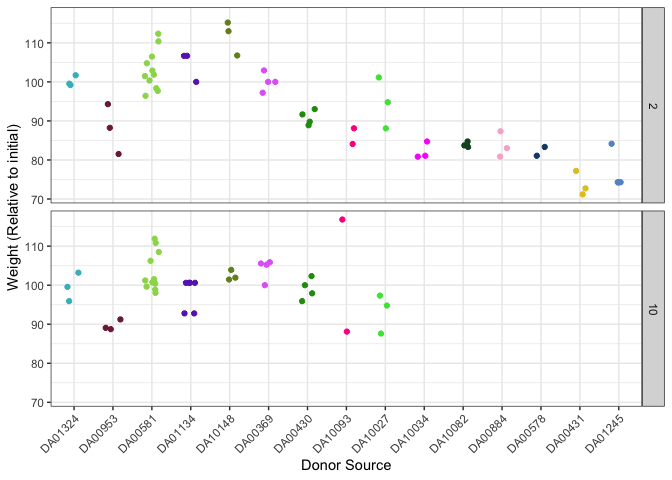 Weight (Relative to initial)
110
100
90
80
70
2
110
100
90
80
70
10
DA01324
DA00953
DA00581
DA01134
DA10148
DA00369
DA00430
DA10093
DA10027
DA10034
DA10082
DA00884
DA00578
DA00431
DA01245
Donor Source